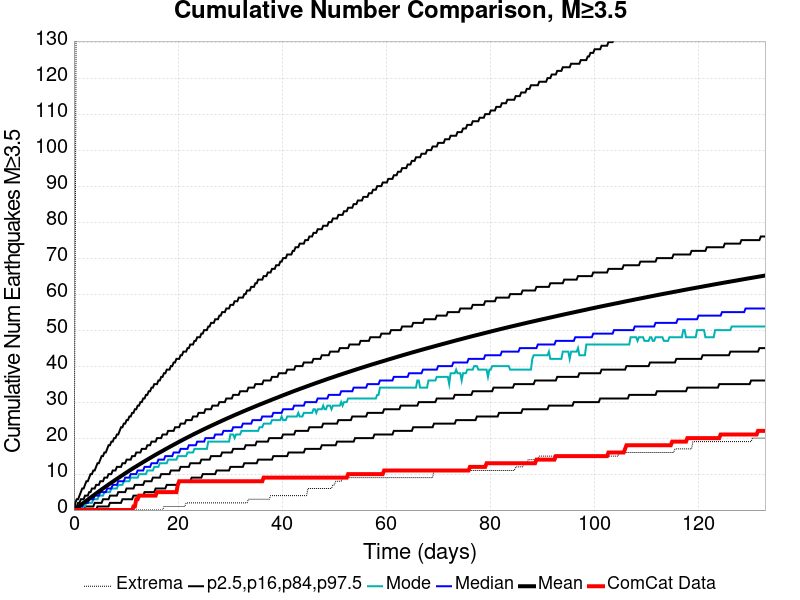 Cumulative Number Comparison, M≥3.5
Cumulative Num Earthquakes M≥3.5
130
120
110
100
90
80
70
60
50
40
30
20
10
0
0 20 40 60 80 100 120
Time (days)
Extrema p2.5,p16,p84,p97.5 Mode Median Mean ComCat Data